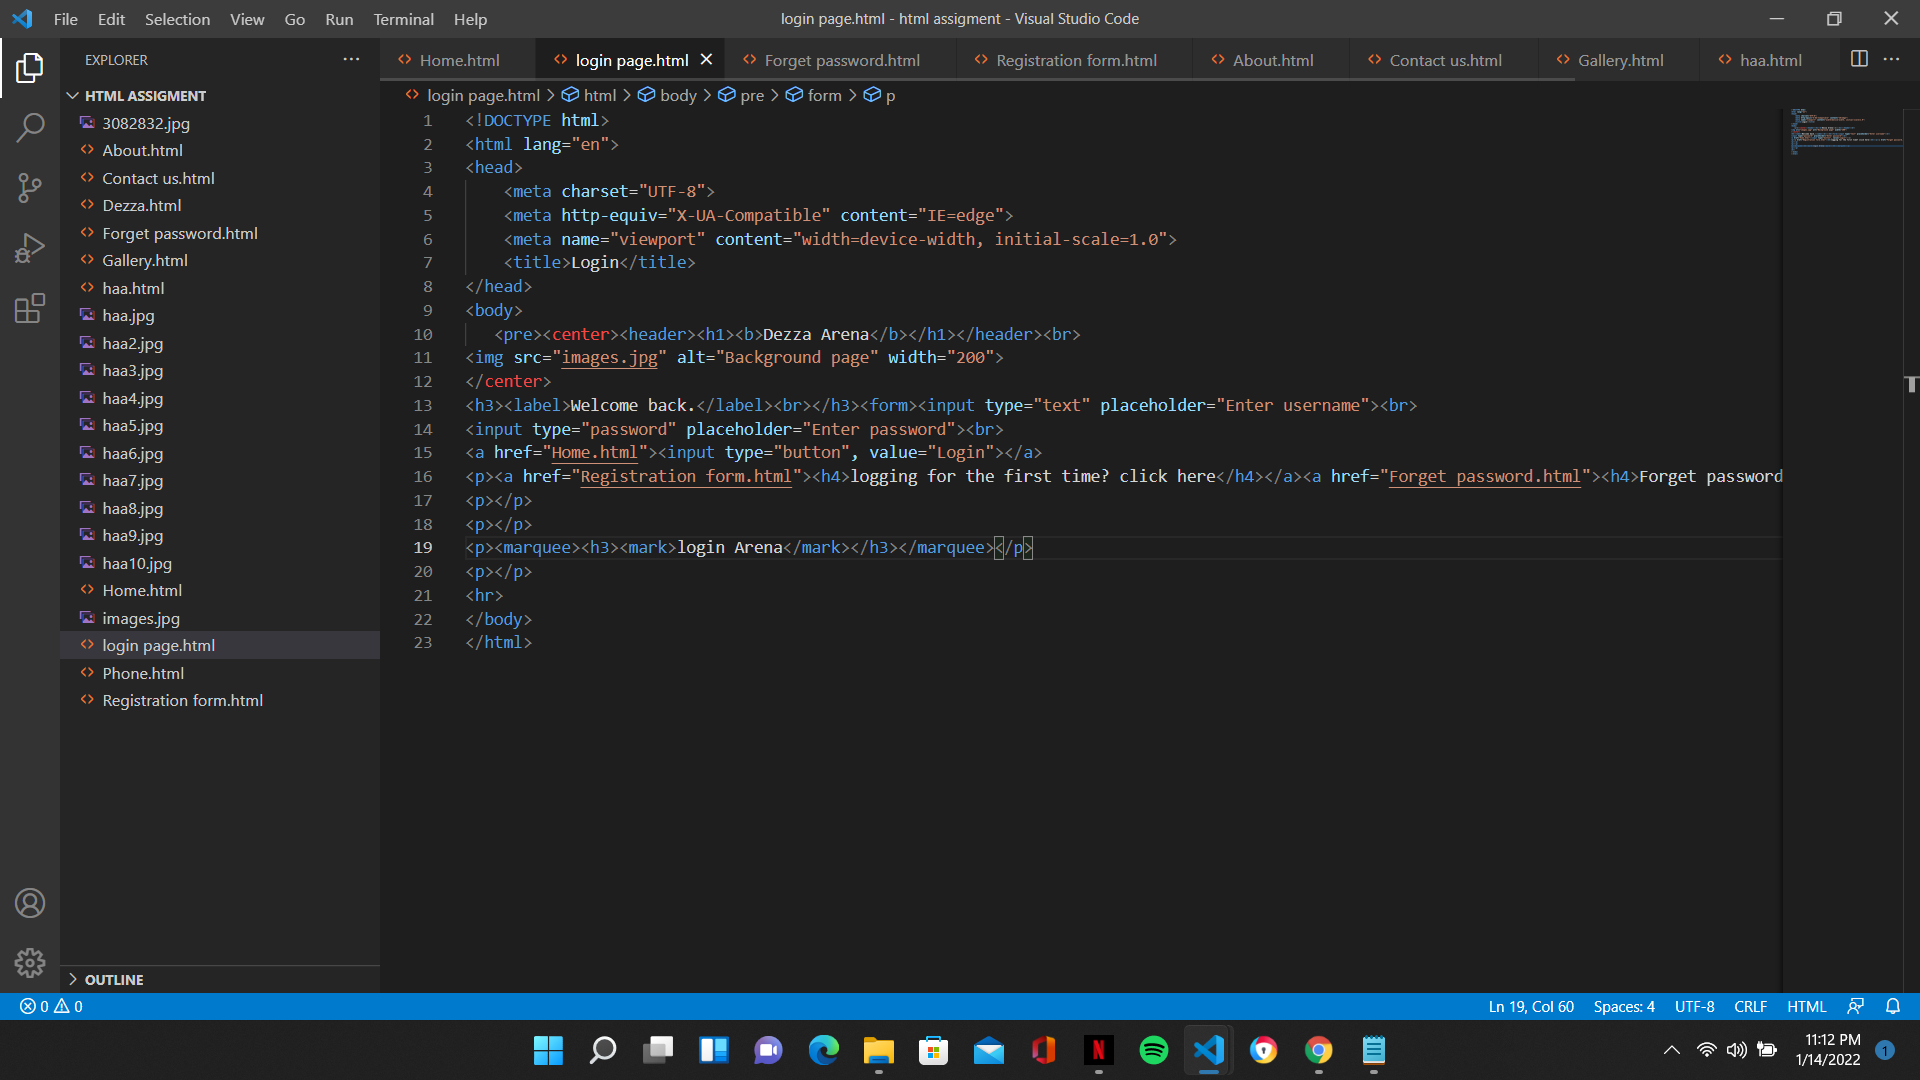 File Edit Selection View Go Run Terminal Help
login page.html - html assigment - Visual Studio Code
EXPLORER
Home.html
login page.html
Forget password.html
Registration form.html
About.html
Contact us.html
Gallery.html
haa.html
HTML ASSIGMENT
3082832.jpg
About.html
Contact us.html
Dezza.html
Forget password.html
Gallery.html
haa.html
haa.jpg
haa2.jpg
haa3.jpg
haa4.jpg
haa5.jpg
haa6.jpg
haa7.jpg
haa8.jpg
haa9.jpg
haa10.jpg
Home.html
images.jpg
login page.html
Phone.html
Registration form.html
OUTLINE
login page.html > html > body > pre > form > p
1 <!DOCTYPE html>
2 <html lang="en">
3 <head>
4 <meta charset="UTF-8">
5 <meta http-equiv="X-UA-Compatible" content="IE=edge">
6 <meta name="viewport" content="width=device-width, initial-scale=1.0">
7 <title>Login</title>
8 </head>
9 <body>
10 <pre><center><header><h1><b>Dezza Arena</b></h1></header><br>
11 <img src="images.jpg" alt="Background page" width="200">
12 </center>
13 <h3><label>Welcome back.</label><br></h3><form><input type="text" placeholder="Enter username"><br>
14 <input type="password" placeholder="Enter password"><br>
15 <a href="Home.html"><input type="button", value="Login"></a>
16 <p><a href="Registration form.html"><h4>logging for the first time? click here</h4></a><a href="Forget password.html"><h4>Forget password
17 <p></p>
18 <p></p>
19 <p><marquee><h3><mark>login Arena</mark></h3></marquee></p>
20 <p></p>
21 <hr>
22 </body>
23 </html>
0 0
Ln 19, Col 60 Spaces: 4 UTF-8 CRLF HTML
11:12 PM
1/14/2022
1